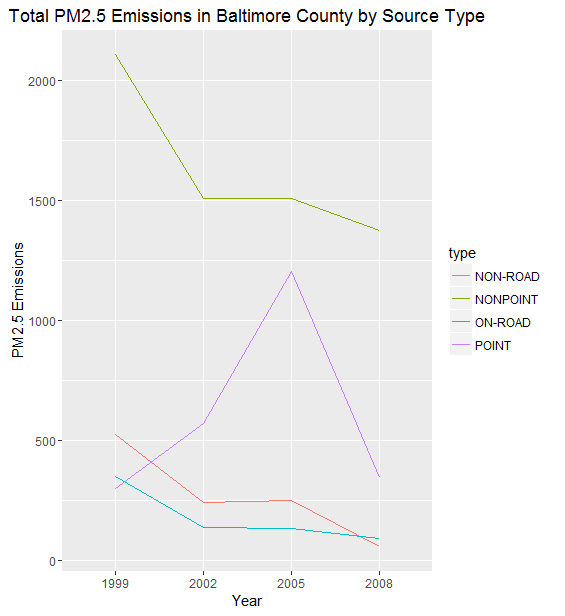 Total PM2.5 Emissions in Baltimore County by Source Type
2000
1500
1000
500
0
PM2.5 Emissions
1999 2002 2005 2008
Year
type
NON-ROAD
NONPOINT
ON-ROAD
POINT